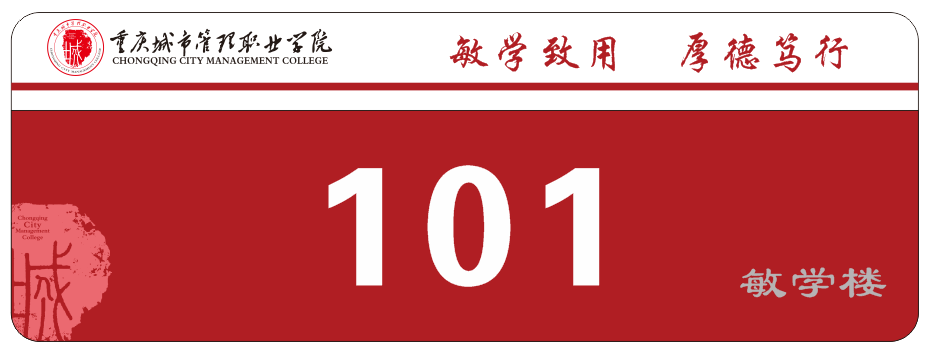 重庆城市管理职业学院
CHONGQING CITY MANAGEMENT COLLEGE
敏学致用 厚德笃行
101
Chongqing
City
Management
College
城
敏学楼